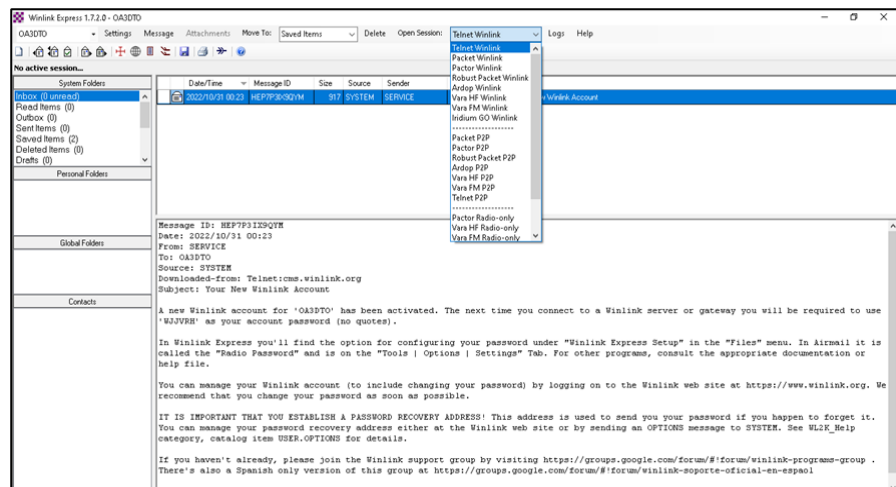 Winlink Express 1.7.2.0 - OA3DTO
OA3DTO Settings Message Attachments Move To: Saved Items Delete Open Session: Telnet Winlink Logs Help
No active session...
System Folders
Inbox (0 unread)
Read Items (0)
Outbox (0)
Sent Items (0)
Saved Items (2)
Deleted Items (0)
Drafts (0)
Personal Folders
Global Folders
Contacts
Date/Time Message ID Size Source Sender
2022/10/31 00:23 HEP7P3IX9QYM 917 SYSTEM SERVICE Winlink Account
Telnet Winlink
Packet Winlink
Pactor Winlink
Robust Packet Winlink
Ardop Winlink
Vara HF Winlink
Vara FM Winlink
Iridium GO Winlink
-------------------
Packet P2P
Pactor P2P
Robust Packet P2P
Ardop P2P
Vara HF P2P
Vara FM P2P
Telnet P2P
-------------------
Pactor Radio-only
Vara HF Radio-only
Vara FM Radio-only
Message ID: HEP7P3IX9QYM
Date: 2022/10/31 00:23
From: SERVICE
To: OA3DTO
Source: SYSTEM
Downloaded-from: Telnet:cms.winlink.org
Subject: Your New Winlink Account
A new Winlink account for 'OA3DTO' has been activated. The next time you connect to a Winlink server or gateway you will be required to use
'WJJVRH' as your account password (no quotes).
In Winlink Express you'll find the option for configuring your password under "Winlink Express Setup" in the "Files" menu. In Airmail it is
called the "Radio Password" and is on the "Tools | Options | Settings" Tab. For other programs, consult the appropriate documentation or
help file.
You can manage your Winlink account (to include changing your password) by logging on to the Winlink web site at https://www.winlink.org. We
recommend that you change your password as soon as possible.
IT IS IMPORTANT THAT YOU ESTABLISH A PASSWORD RECOVERY ADDRESS! This address is used to send you your password if you happen to forget it.
You can manage your password recovery address either at the Winlink web site or by sending an OPTIONS message to SYSTEM. See WL2K_Help
category, catalog item USER.OPTIONS for details.
If you haven't already, please join the Winlink support group by visiting https://groups.google.com/forum/#!forum/winlink-programs-group .
There's also a Spanish only version of this group at https://groups.google.com/forum/#!forum/winlink-soporte-oficial-en-espaol